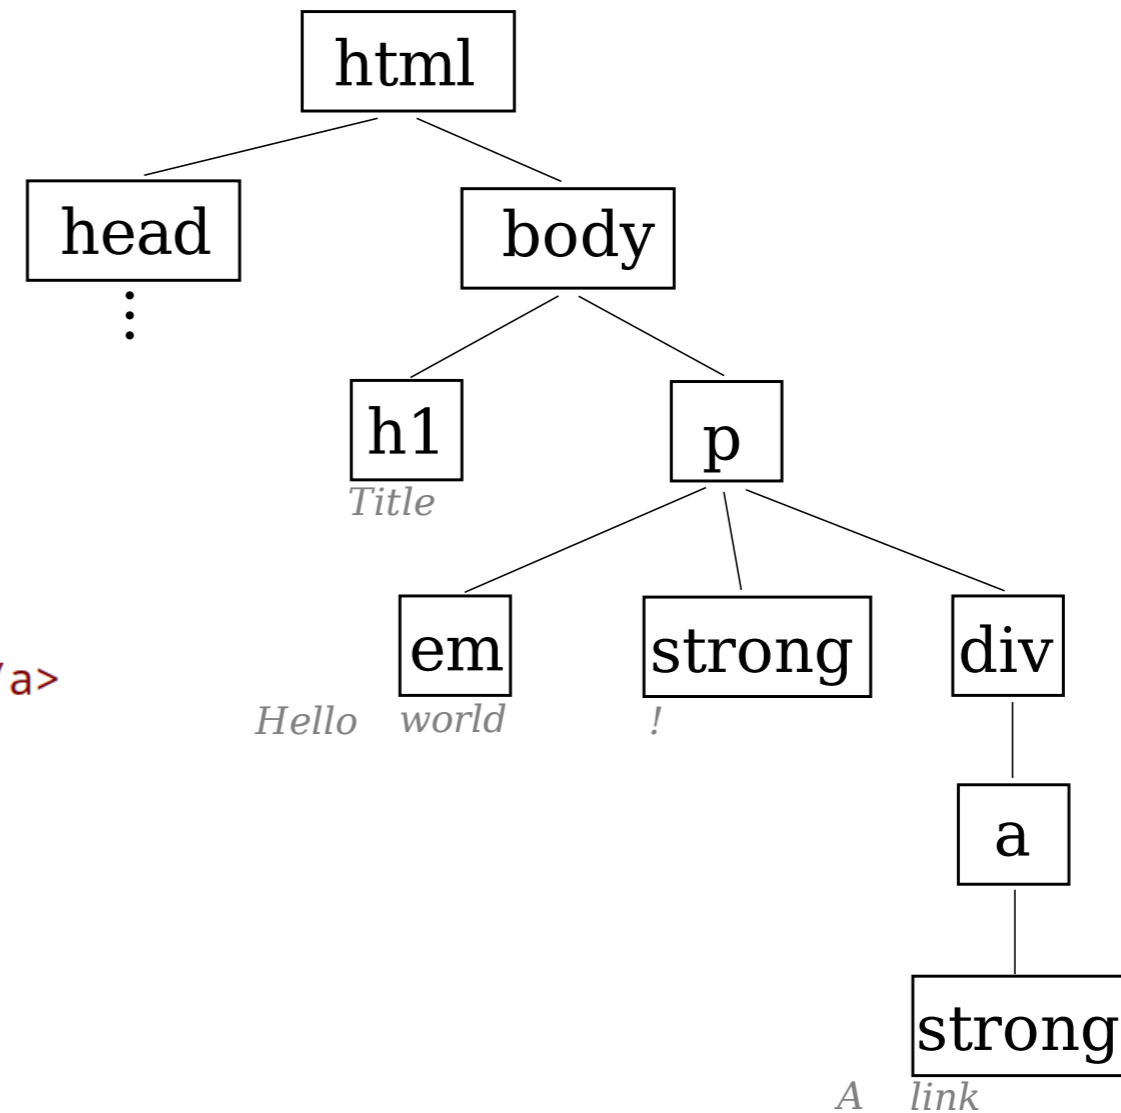 html
head body
⋮
h1 p
Title
em strong div
/a>
Hello world !
a
strong
A link